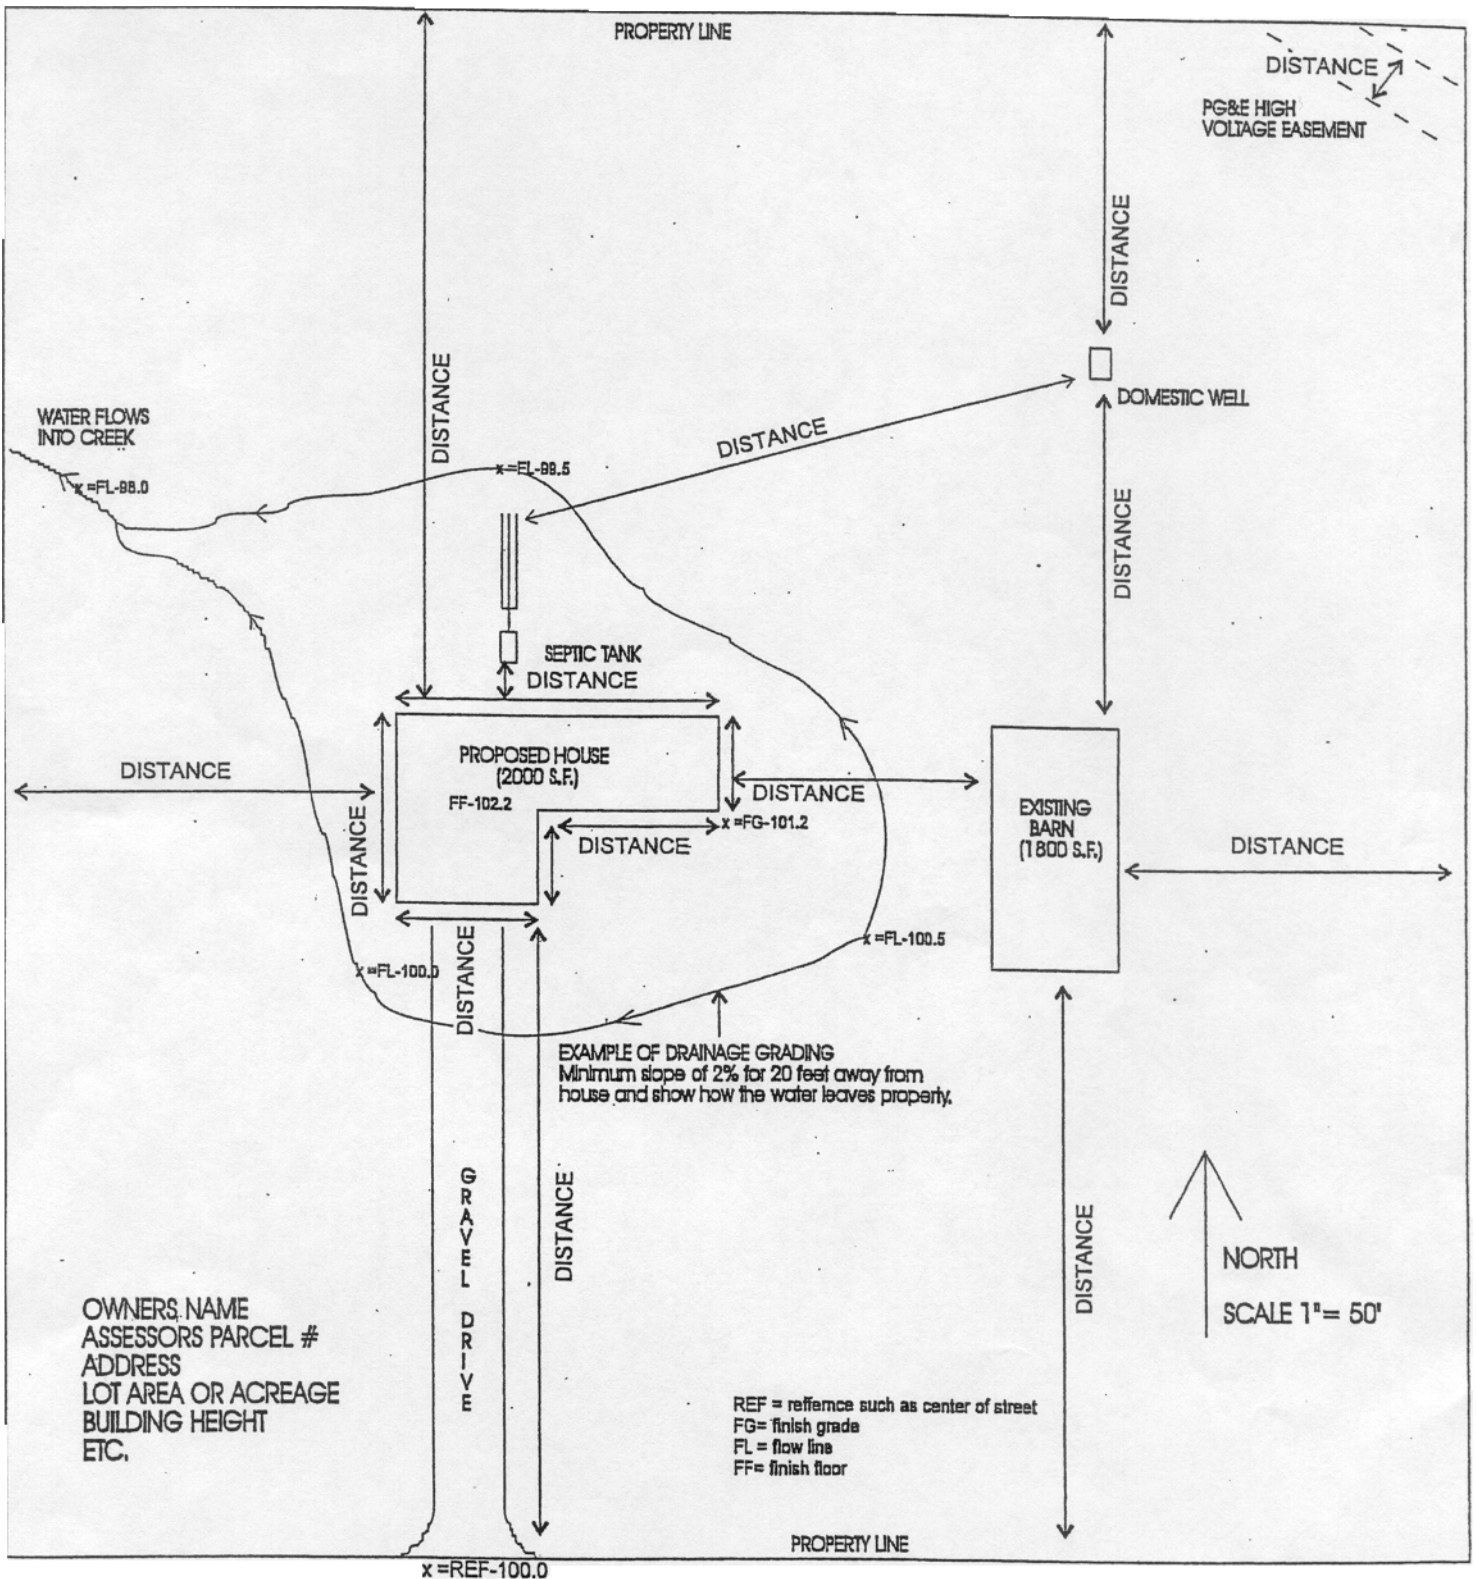 PROPERTY LINE
DISTANCE
PG&E HIGH
VOLTAGE EASEMENT
DISTANCE
DISTANCE
DOMESTIC WELL
DISTANCE
WATER FLOWS
INTO CREEK
x =FL-98.0
x =FL-99.5
DISTANCE
SEPTIC TANK
DISTANCE
PROPOSED HOUSE
(2000 S.F.)
FF-102.2
DISTANCE
DISTANCE
DISTANCE
x =FG-101.2
DISTANCE
EXISTING
BARN
(1800 S.F.)
DISTANCE
x =FL-100.5
x =FL-100.0
DISTANCE
EXAMPLE OF DRAINAGE GRADING
Minimum slope of 2% for 20 feet away from
house and show how the water leaves property.
GRAVEL DRIVE
DISTANCE
DISTANCE
NORTH
SCALE 1"= 50'
OWNERS NAME
ASSESSORS PARCEL #
ADDRESS
LOT AREA OR ACREAGE
BUILDING HEIGHT
ETC.
REF = reffernce such as center of street
FG= finish grade
FL = flow line
FF= finish floor
PROPERTY LINE
x =REF-100.0